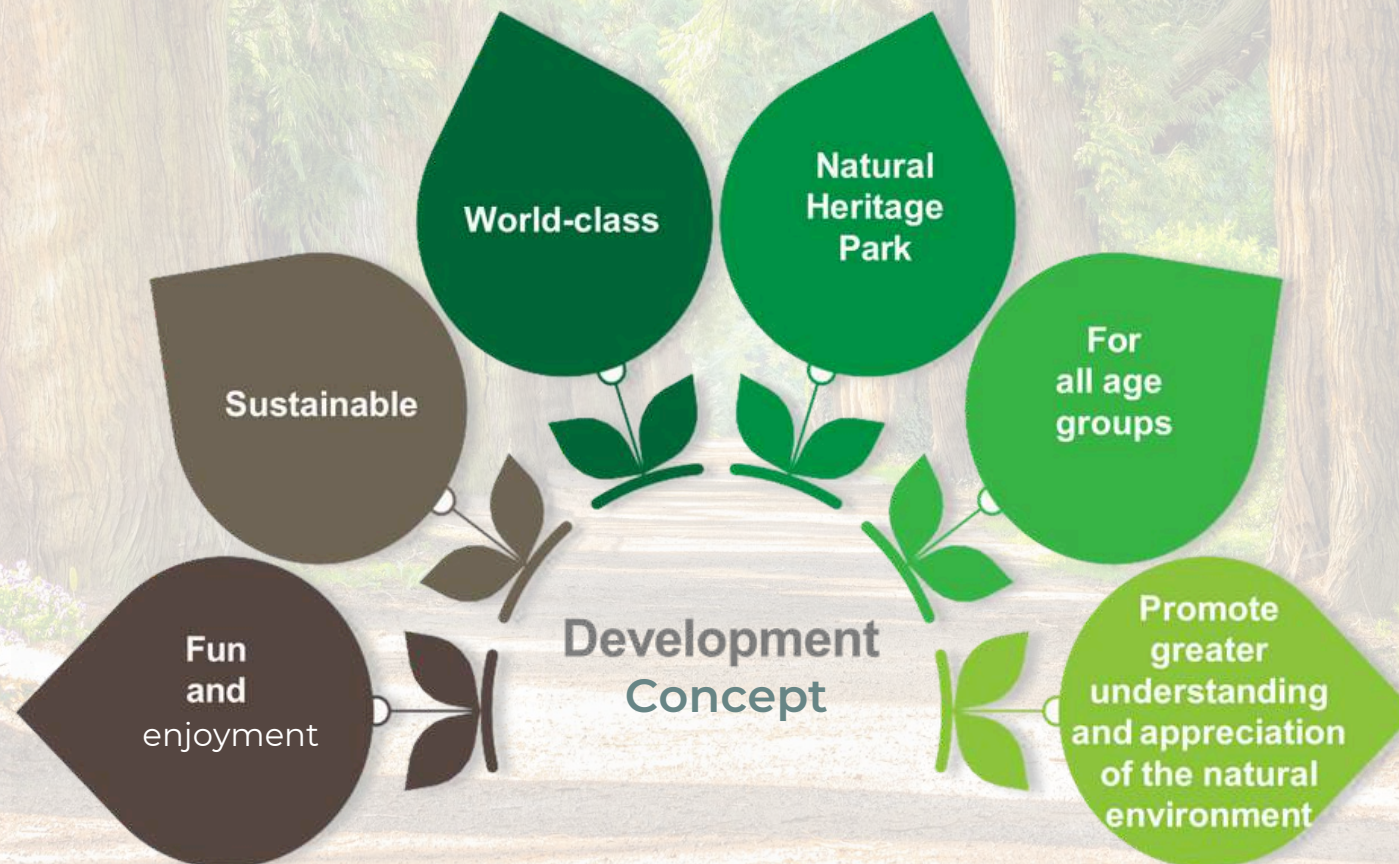 World-class
Natural
Heritage
Park
Sustainable
For
all age
groups
Fun
and
enjoyment
Development
Concept
Promote
greater
understanding
and appreciation
of the natural
environment